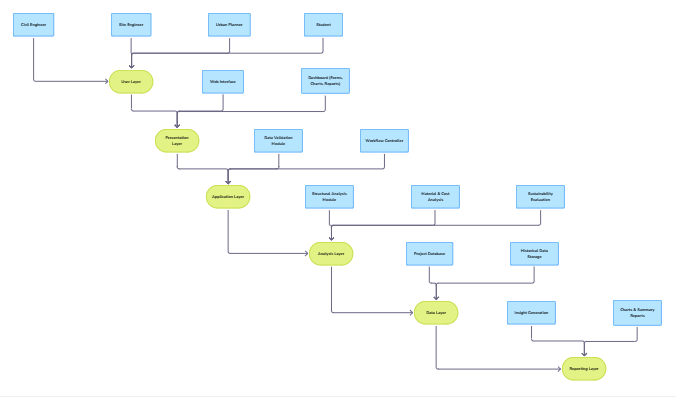 Civil Engineer
Site Engineer
Urban Planner
Student
User Layer
Web Interface
Dashboard (Forms,
Charts, Reports)
Presentation
Layer
Data Validation
Module
Workflow Controller
Application Layer
Structural Analysis
Module
Material & Cost
Analysis
Sustainability
Evaluation
Analysis Layer
Project Database
Historical Data
Storage
Data Layer
Insight Generation
Charts & Summary
Reports
Reporting Layer